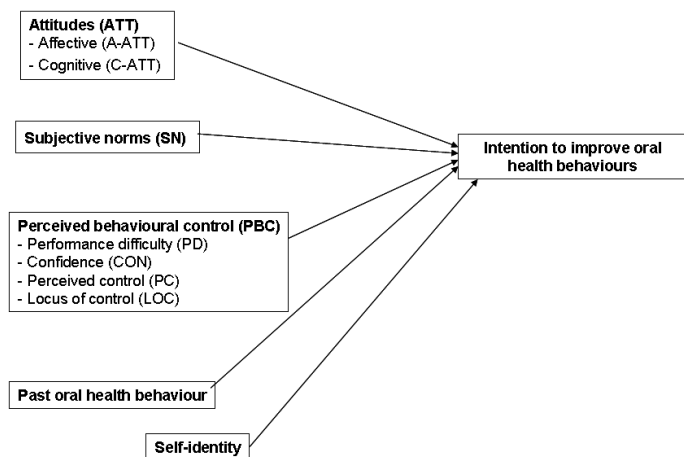 Attitudes (ATT)
- Affective (A-ATT)
- Cognitive (C-ATT)
Subjective norms (SN)
Intention to improve oral
health behaviours
Perceived behavioural control (PBC)
- Performance difficulty (PD)
- Confidence (CON)
- Perceived control (PC)
- Locus of control (LOC)
Past oral health behaviour
Self-identity